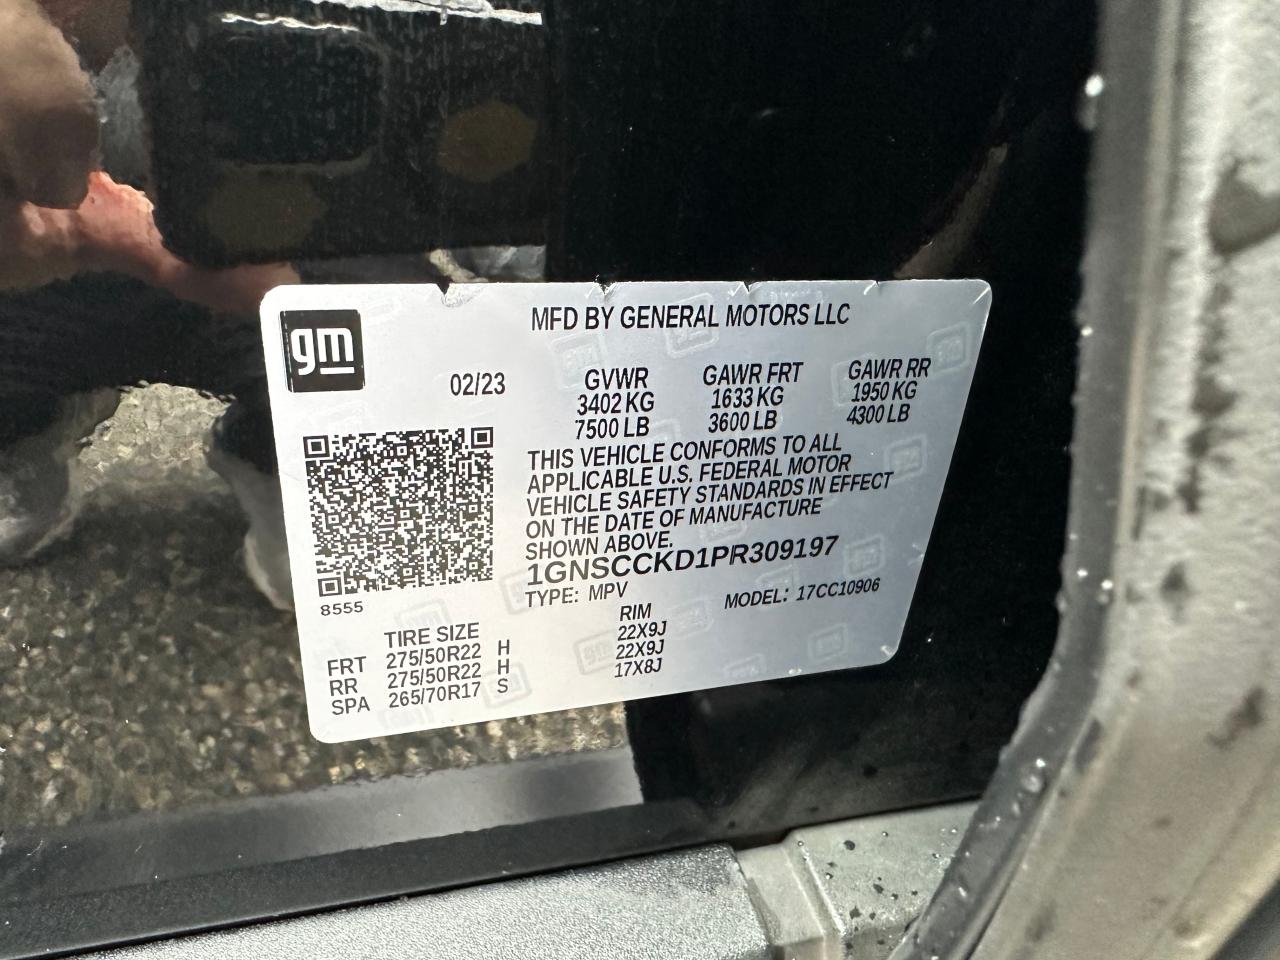 gm
MFD BY GENERAL MOTORS LLC
02/23
GVWR GAWR FRT GAWR RR
3402 KG 1633 KG 1950 KG
7500 LB 3600 LB 4300 LB
THIS VEHICLE CONFORMS TO ALL
APPLICABLE U.S. FEDERAL MOTOR
VEHICLE SAFETY STANDARDS IN EFFECT
ON THE DATE OF MANUFACTURE
SHOWN ABOVE.
1GNSCCKD1PR309197
TYPE: MPV MODEL: 17CC10906
8555
TIRE SIZE RIM
FRT 275/50R22 H 22X9J
RR 275/50R22 H 22X9J
SPA 265/70R17 S 17X8J